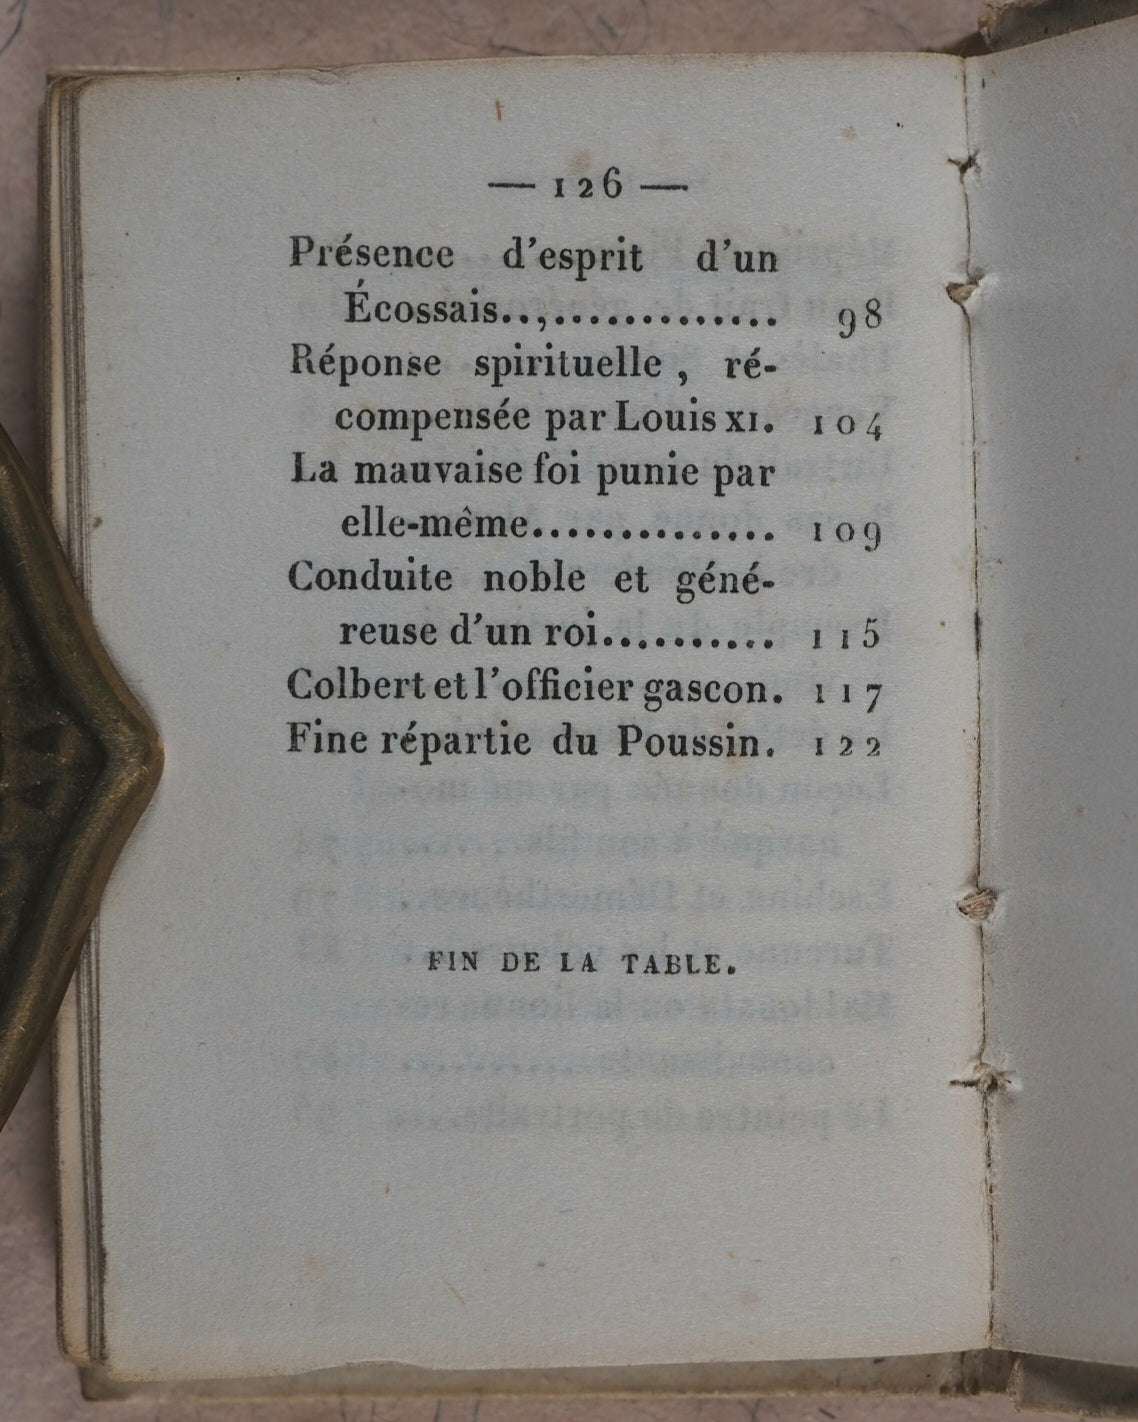 — 126 —
Présence d'esprit d'un
Écossais..,.............. 98
Réponse spirituelle, ré-
compensée par Louis XI. 104
La mauvaise foi punie par
elle-même.............. 109
Conduite noble et géné-
reuse d'un roi.......... 115
Colbert et l'officier gascon. 117
Fine répartie du Poussin. 122
FIN DE LA TABLE.